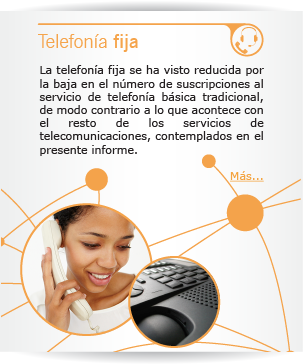 Telefonía fija
La telefonía fija se ha visto reducida por
la baja en el número de suscripciones al
servicio de telefonía básica tradicional,
de modo contrario a lo que acontece con
el resto de los servicios de
telecomunicaciones, contemplados en el
presente informe.
Más...